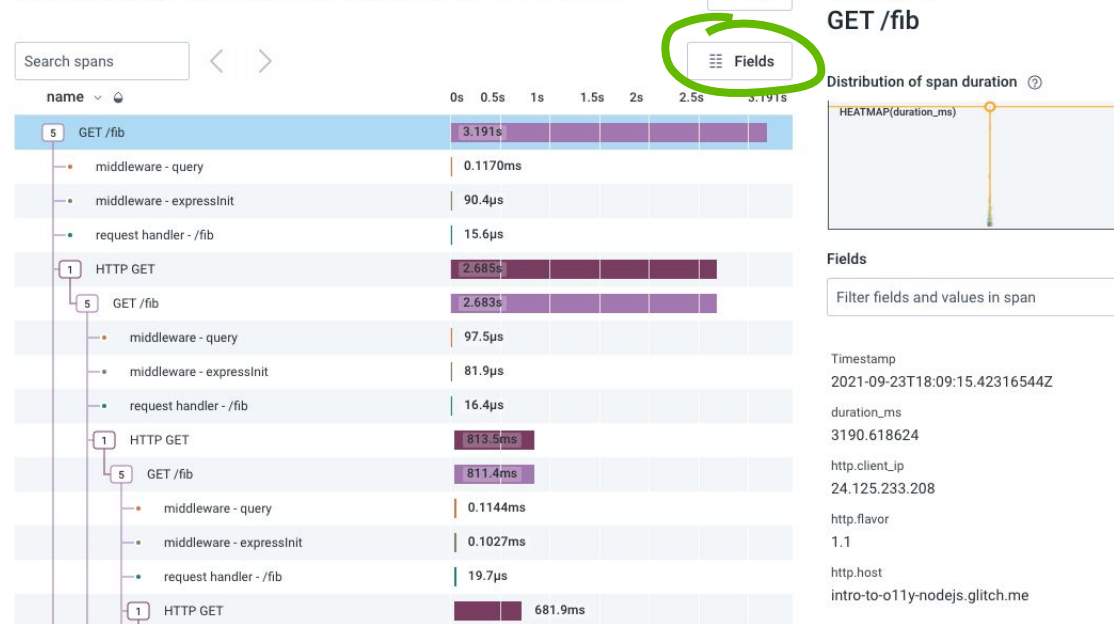 GET /fib
Search spans
Fields
name
0s 0.5s 1s 1.5s 2s 2.5s 3.191s
5 GET /fib 3.191s
middleware - query 0.1170ms
middleware - expressInit 90.4µs
request handler - /fib 15.6µs
1 HTTP GET 2.685s
5 GET /fib 2.683s
middleware - query 97.5µs
middleware - expressInit 81.9µs
request handler - /fib 16.4µs
1 HTTP GET 813.5ms
5 GET /fib 811.4ms
middleware - query 0.1144ms
middleware - expressInit 0.1027ms
request handler - /fib 19.7µs
1 HTTP GET 681.9ms
Distribution of span duration
HEATMAP(duration_ms)
Fields
Filter fields and values in span
Timestamp
2021-09-23T18:09:15.42316544Z
duration_ms
3190.618624
http.client_ip
24.125.233.208
http.flavor
1.1
http.host
intro-to-o11y-nodejs.glitch.me